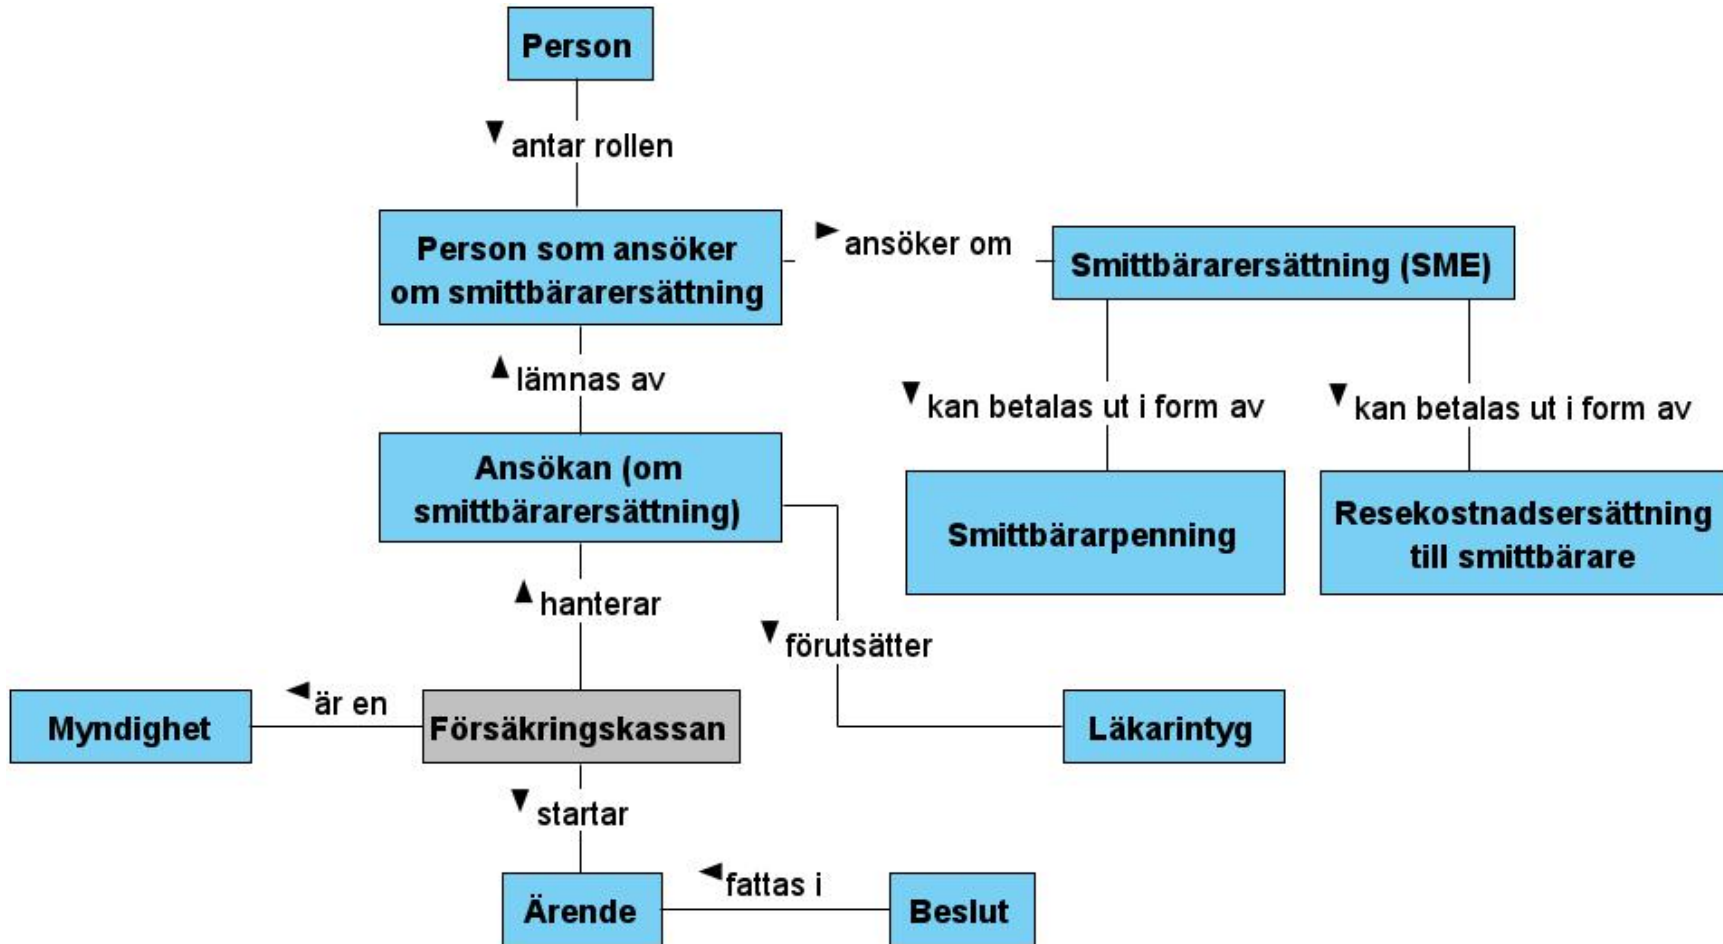 Person
antar rollen
Person som ansöker
om smittbärarersättning
ansöker om
Smittbärarersättning (SME)
lämnas av
kan betalas ut i form av
kan betalas ut i form av
Ansökan (om
smittbärarersättning)
Smittbärarpenning
Resekostnadsersättning
till smittbärare
hanterar
förutsätter
Myndighet
är en
Försäkringskassan
Läkarintyg
startar
Ärende
fattas i
Beslut